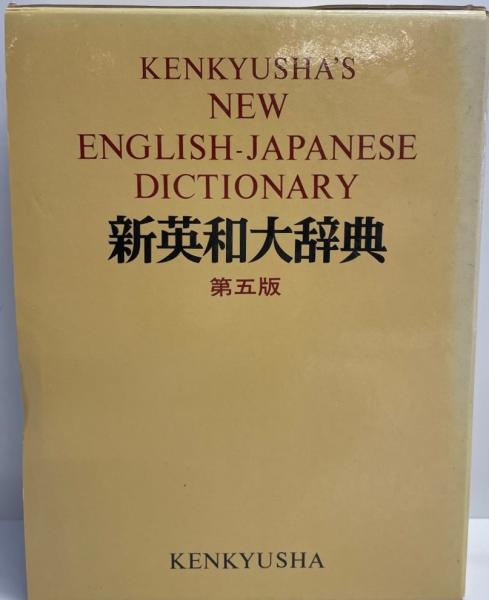 KENKYUSHA'S
NEW
ENGLISH-JAPANESE
DICTIONARY
新英和大辞典
第五版
KENKYUSHA